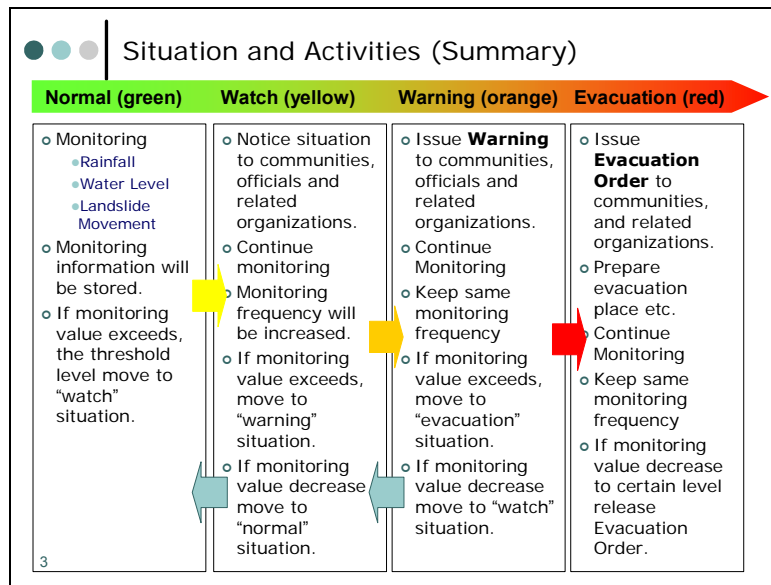 Situation and Activities (Summary)
Normal (green)
Watch (yellow)
Warning (orange)
Evacuation (red)
Monitoring
Rainfall
Water Level
Landslide
Movement
Monitoring
information will
be stored.
If monitoring
value exceeds,
the threshold
level move to
“watch”
situation.
Notice situation
to communities,
officials and
related
organizations.
Continue
monitoring
Monitoring
frequency will
be increased.
If monitoring
value exceeds,
move to
“warning”
situation.
If monitoring
value decrease
move to
“normal”
situation.
Issue Warning
to communities,
officials and
related
organizations.
Continue
Monitoring
Keep same
monitoring
frequency
If monitoring
value exceeds,
move to
“evacuation”
situation.
If monitoring
value decrease
move to “watch”
situation.
Issue
Evacuation
Order to
communities,
and related
organizations.
Prepare
evacuation
place etc.
Continue
Monitoring
Keep same
monitoring
frequency
If monitoring
value decrease
to certain level
release
Evacuation
Order.
3